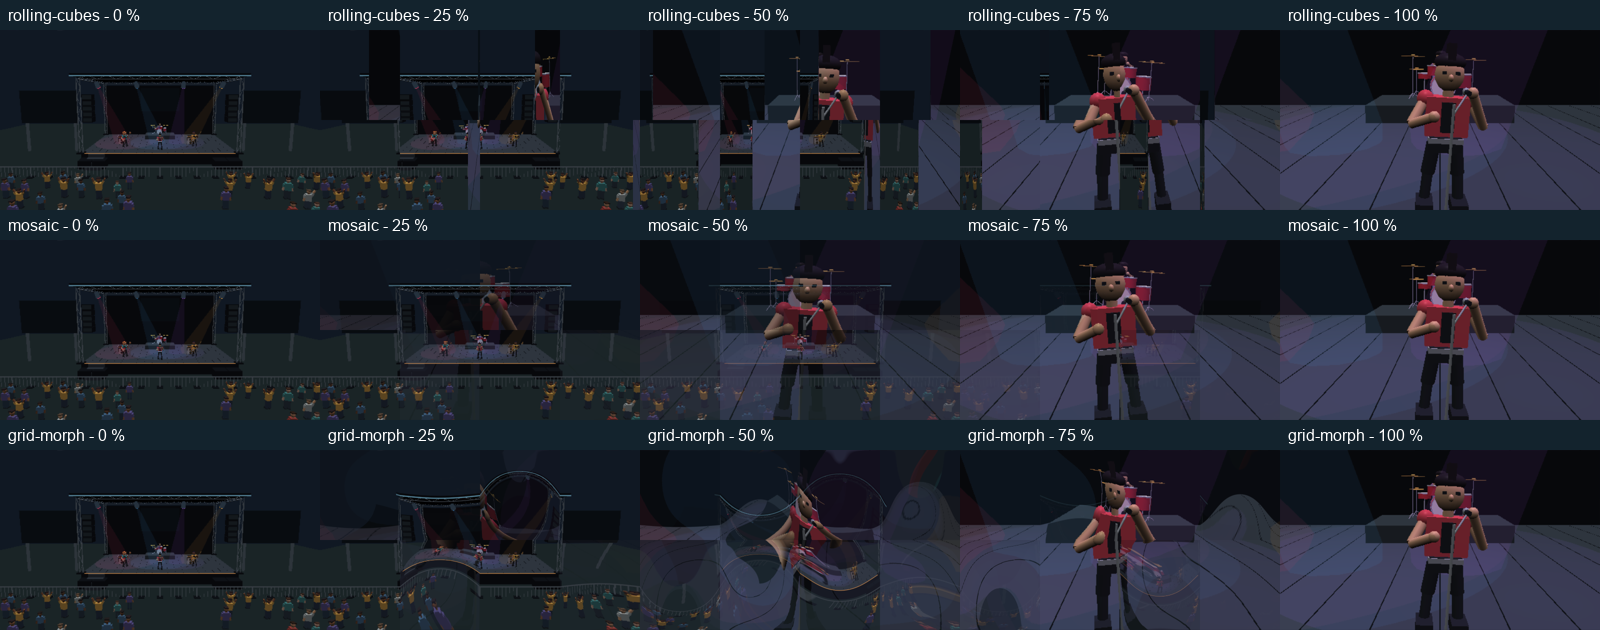 rolling-cubes - 0 %
rolling-cubes - 25 %
rolling-cubes - 50 %
rolling-cubes - 75 %
rolling-cubes - 100 %
mosaic - 0 %
mosaic - 25 %
mosaic - 50 %
mosaic - 75 %
mosaic - 100 %
grid-morph - 0 %
grid-morph - 25 %
grid-morph - 50 %
grid-morph - 75 %
grid-morph - 100 %